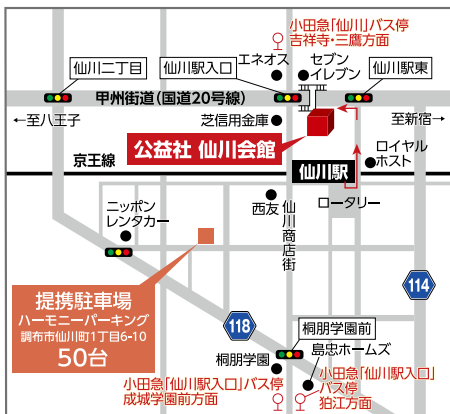 小田急「仙川」バス停
吉祥寺・三鷹方面
エネオス
セブン
イレブン
仙川二丁目
仙川駅入口
仙川駅東
甲州街道（国道20号線）
←至八王子
芝信用金庫
至新宿→
公益社 仙川会館
ロイヤル
ホスト
京王線
仙川駅
ロータリー
ニッポン
レンタカー
西友
仙川商店街
提携駐車場
ハーモニーパーキング
調布市仙川町1丁目6-10
50台
114
118
桐朋学園前
桐朋学園
島忠ホームズ
小田急「仙川駅入口」バス停
成城学園前方面
小田急「仙川駅入口」
バス停
狛江方面